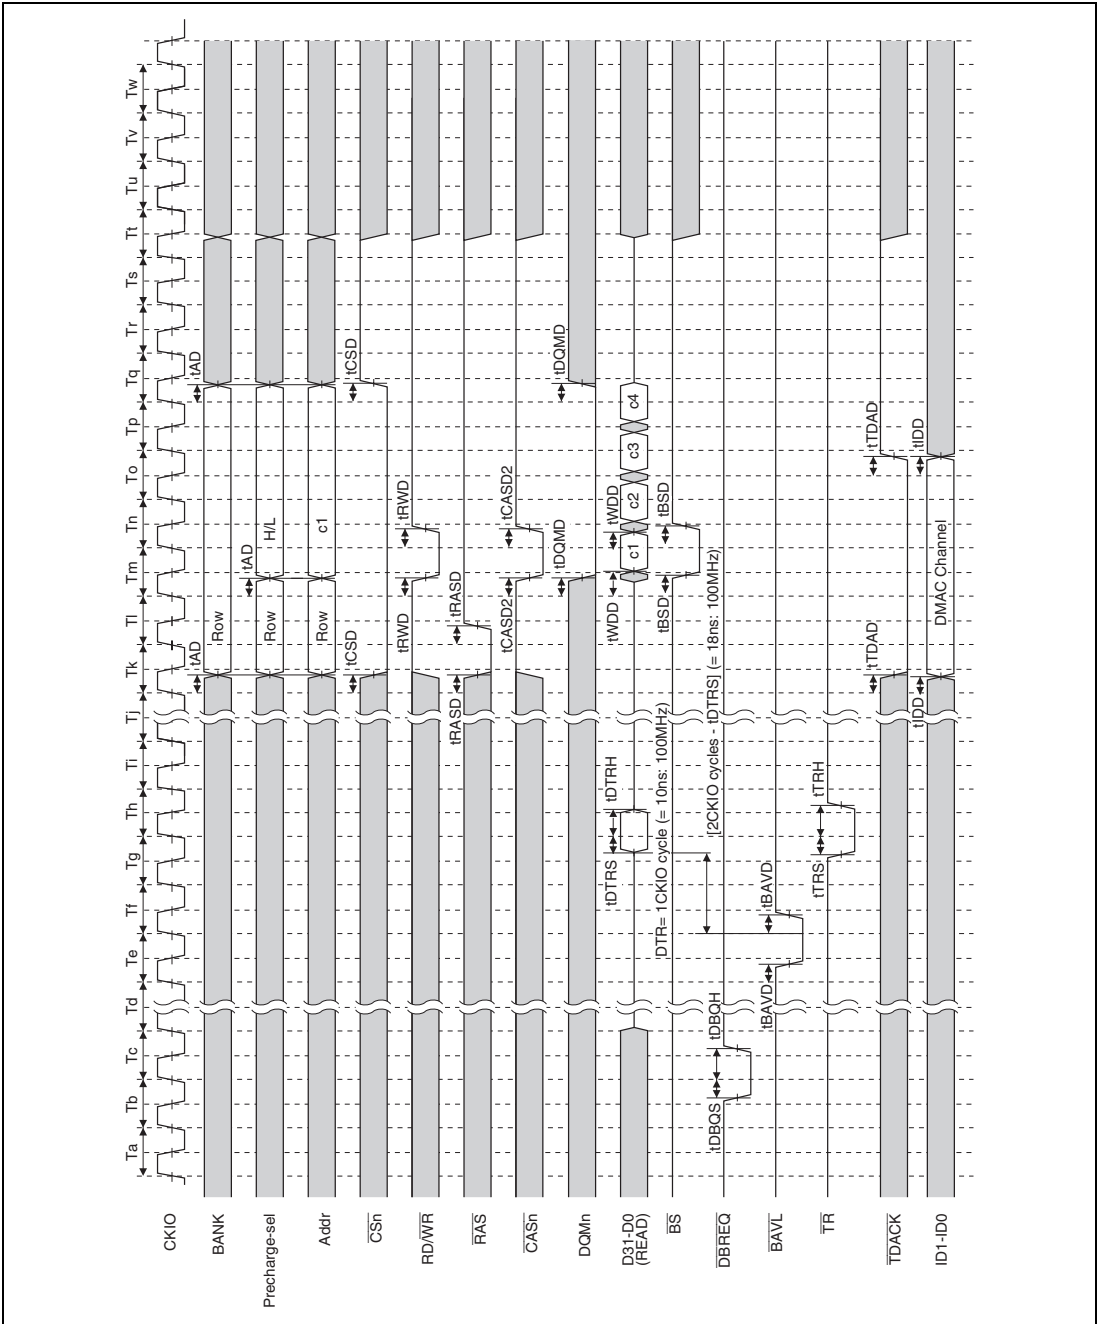 Ta Tb Tc Td Te Tf Tg Th Ti Tj Tk Tl Tm Tn To Tp Tq Tr Ts Tt Tu Tv Tw
CKIO
tAD tAD
BANK Row
tAD
Precharge-sel Row H/L
Addr Row c1
tCSD tCSD
CSn
tRWD tRWD
RD/WR
tRASD tRASD
RAS
tCASD2 tCASD2
CASn
tDQMD tDQMD
DQMn
tDTRS tDTRH tWDD tWDD
D31-D0
(READ) c1 c2 c3 c4
DTR= 1CKIO cycle (= 10ns: 100MHz) tBSD tBSD
BS
[2CKIO cycles - tDTRS] (= 18ns: 100MHz)
tDBQS tDBQH
DBREQ
tBAVD tBAVD
BAVL
tTRS tTRH
TR
tTDAD tTDAD
TDACK
tIDD tIDD
ID1-ID0 DMAC Channel